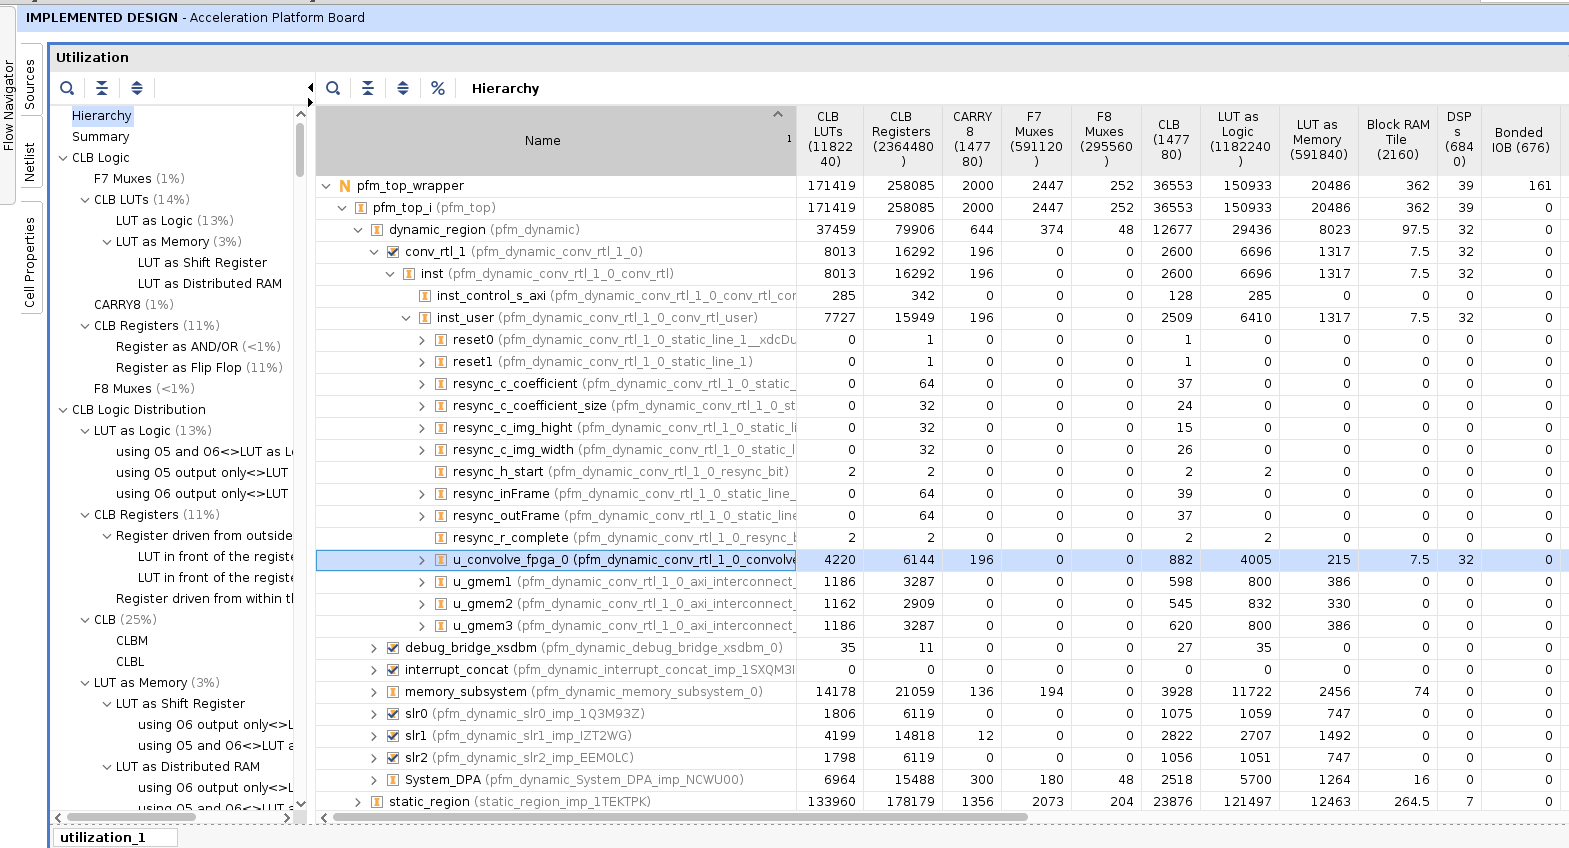 IMPLEMENTED DESIGN - Acceleration Platform Board
Flow Navigator
Sources
Netlist
Cell Properties
Utilization
Hierarchy
Summary
CLB Logic
F7 Muxes (1%)
CLB LUTs (14%)
LUT as Logic (13%)
LUT as Memory (3%)
LUT as Shift Register
LUT as Distributed RAM
CARRY8 (1%)
CLB Registers (11%)
Register as AND/OR (<1%)
Register as Flip Flop (11%)
F8 Muxes (<1%)
CLB Logic Distribution
LUT as Logic (13%)
using O5 and O6<>LUT as L
using O5 output only<>LUT
using O6 output only<>LUT
CLB Registers (11%)
Register driven from outside
LUT in front of the registe
LUT in front of the registe
Register driven from within tl
CLB (25%)
CLBM
CLBL
LUT as Memory (3%)
LUT as Shift Register
using O6 output only<>L
using O5 and O6<>LUT a
LUT as Distributed RAM
using O6 output only<>L
using O5 and O6<>LUT a
% Hierarchy
Name 1 CLB LUTs (1182240) CLB Registers (2364480) CARRY8 (147780) F7 Muxes (591120) F8 Muxes (295560) CLB (147780) LUT as Logic (1182240) LUT as Memory (591840) Block RAM Tile (2160) DSPs (6840) Bonded IOB (676)
N pfm_top_wrapper 171419 258085 2000 2447 252 36553 150933 20486 362 39 161
pfm_top_i (pfm_top) 171419 258085 2000 2447 252 36553 150933 20486 362 39 0
dynamic_region (pfm_dynamic) 37459 79906 644 374 48 12677 29436 8023 97.5 32 0
conv_rtl_1 (pfm_dynamic_conv_rtl_1_0) 8013 16292 196 0 0 2600 6696 1317 7.5 32 0
inst (pfm_dynamic_conv_rtl_1_0_conv_rtl) 8013 16292 196 0 0 2600 6696 1317 7.5 32 0
inst_control_s_axi (pfm_dynamic_conv_rtl_1_0_conv_rtl_cor 285 342 0 0 0 128 285 0 0 0 0
inst_user (pfm_dynamic_conv_rtl_1_0_conv_rtl_user) 7727 15949 196 0 0 2509 6410 1317 7.5 32 0
reset0 (pfm_dynamic_conv_rtl_1_0_static_line_1__xdcDu 0 1 0 0 0 1 0 0 0 0 0
reset1 (pfm_dynamic_conv_rtl_1_0_static_line_1) 0 1 0 0 0 1 0 0 0 0 0
resync_c_coefficient (pfm_dynamic_conv_rtl_1_0_static_ 0 64 0 0 0 37 0 0 0 0 0
resync_c_coefficient_size (pfm_dynamic_conv_rtl_1_0_st 0 32 0 0 0 24 0 0 0 0 0
resync_c_img_hight (pfm_dynamic_conv_rtl_1_0_static_li 0 32 0 0 0 15 0 0 0 0 0
resync_c_img_width (pfm_dynamic_conv_rtl_1_0_static_l 0 32 0 0 0 26 0 0 0 0 0
resync_h_start (pfm_dynamic_conv_rtl_1_0_resync_bit) 2 2 0 0 0 2 2 0 0 0 0
resync_inFrame (pfm_dynamic_conv_rtl_1_0_static_line_ 0 64 0 0 0 39 0 0 0 0 0
resync_outFrame (pfm_dynamic_conv_rtl_1_0_static_line 0 64 0 0 0 37 0 0 0 0 0
resync_r_complete (pfm_dynamic_conv_rtl_1_0_resync_b 2 2 0 0 0 2 2 0 0 0 0
u_convolve_fpga_0 (pfm_dynamic_conv_rtl_1_0_convolve 4220 6144 196 0 0 882 4005 215 7.5 32 0
u_gmem1 (pfm_dynamic_conv_rtl_1_0_axi_interconnect_ 1186 3287 0 0 0 598 800 386 0 0 0
u_gmem2 (pfm_dynamic_conv_rtl_1_0_axi_interconnect_ 1162 2909 0 0 0 545 832 330 0 0 0
u_gmem3 (pfm_dynamic_conv_rtl_1_0_axi_interconnect_ 1186 3287 0 0 0 620 800 386 0 0 0
debug_bridge_xsdbm (pfm_dynamic_debug_bridge_xsdbm_0) 35 11 0 0 0 27 35 0 0 0 0
interrupt_concat (pfm_dynamic_interrupt_concat_imp_1SXQM3I 0 0 0 0 0 0 0 0 0 0 0
memory_subsystem (pfm_dynamic_memory_subsystem_0) 14178 21059 136 194 0 3928 11722 2456 74 0 0
slr0 (pfm_dynamic_slr0_imp_1Q3M93Z) 1806 6119 0 0 0 1075 1059 747 0 0 0
slr1 (pfm_dynamic_slr1_imp_IZT2WG) 4199 14818 12 0 0 2822 2707 1492 0 0 0
slr2 (pfm_dynamic_slr2_imp_EEMOLC) 1798 6119 0 0 0 1056 1051 747 0 0 0
System_DPA (pfm_dynamic_System_DPA_imp_NCWU00) 6964 15488 300 180 48 2518 5700 1264 16 0 0
static_region (static_region_imp_1TEKTPK) 133960 178179 1356 2073 204 23876 121497 12463 264.5 7 0
utilization_1